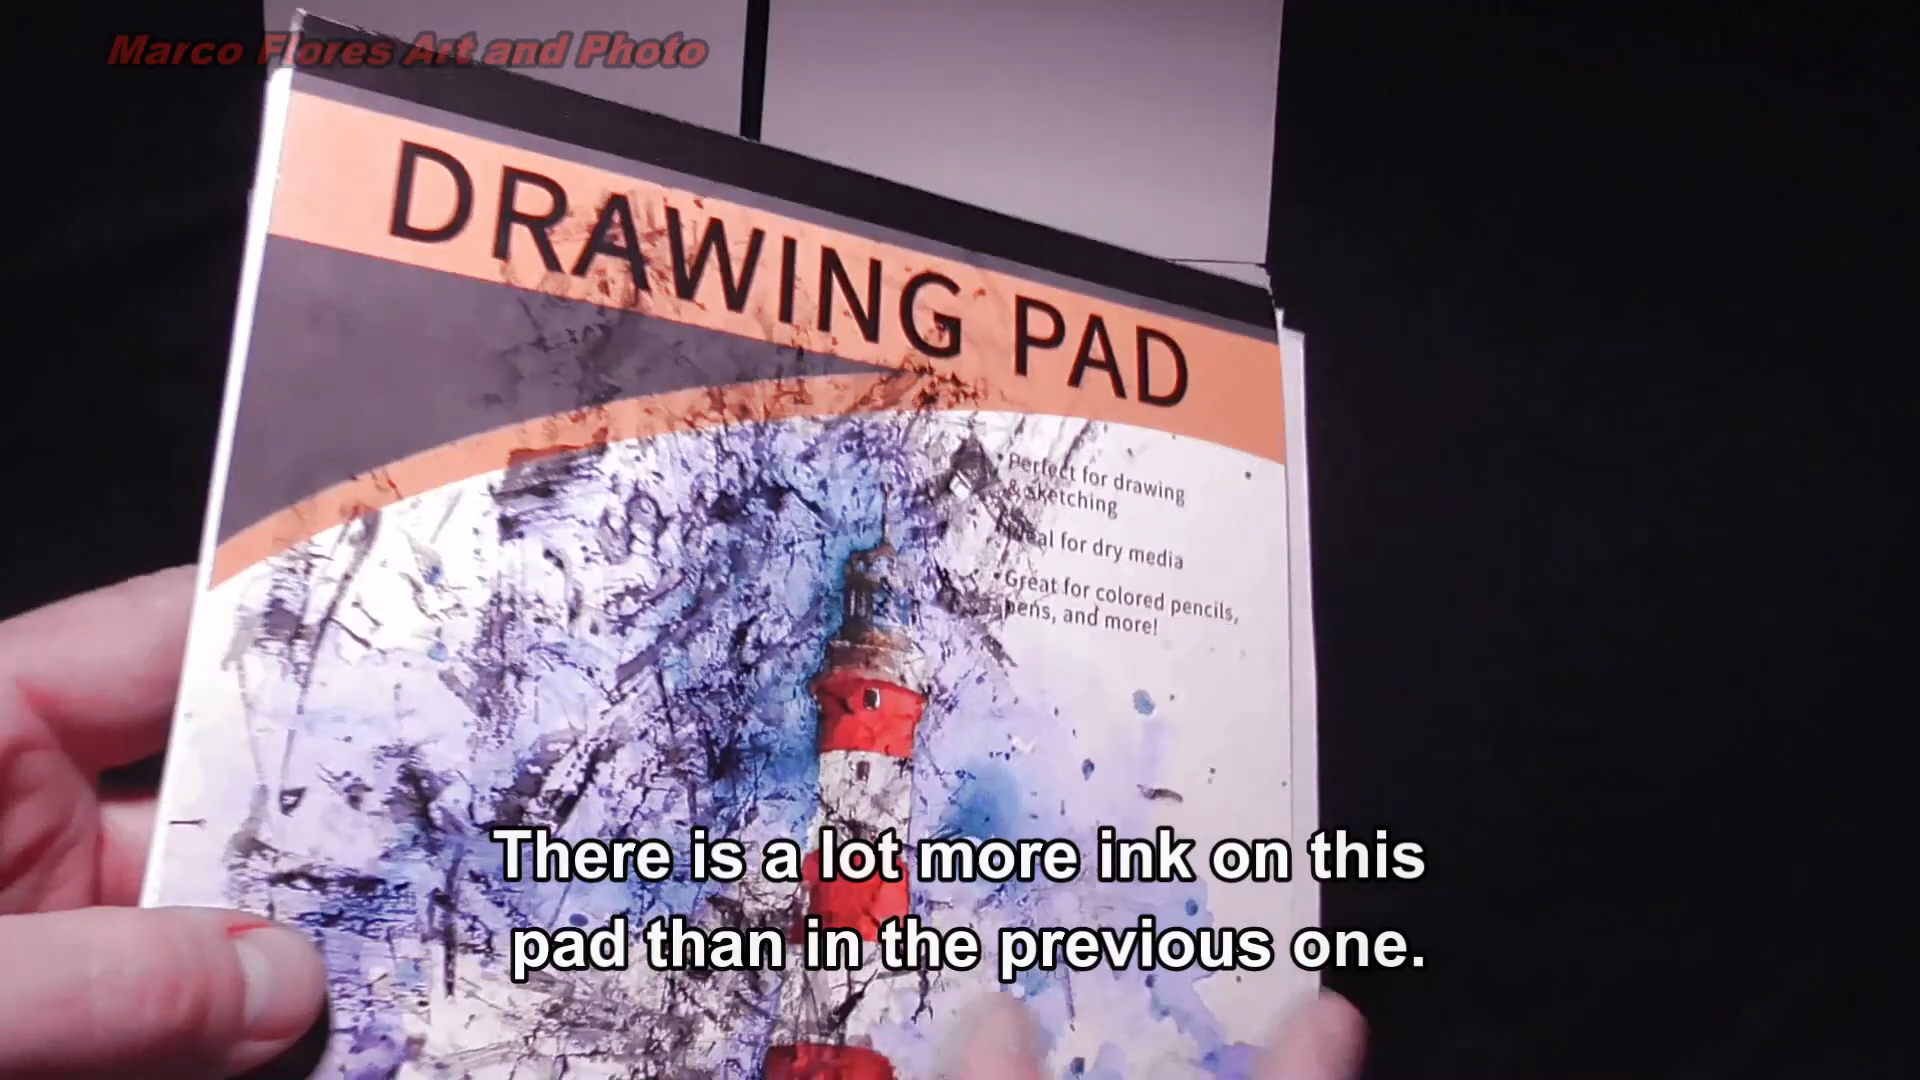 Marco Flores Art and Photo
DRAWING PAD
• Perfect for drawing
& sketching
• Ideal for dry media
• Great for colored pencils,
pens, and more!
There is a lot more ink on this
pad than in the previous one.